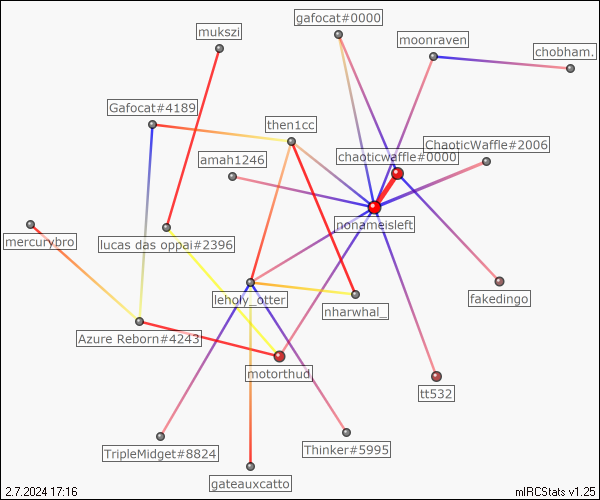 gafocat#0000
mukszi
moonraven
chobham.
Gafocat#4189
then1cc
ChaoticWaffle#2006
chaoticwaffle#0000
amah1246
nonameisleft
mercurybro
lucas das oppai#2396
leholy_otter
fakedingo
nharwhal_
Azure Reborn#4243
motorthud
tt532
TripleMidget#8824
Thinker#5995
gateauxcatto
2.7.2024 17:16
mIRCStats v1.25